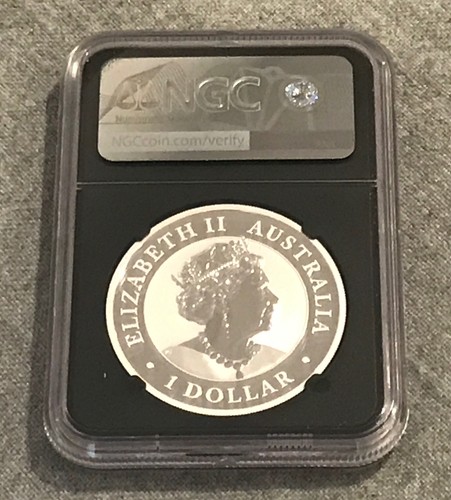 NGC
NGCcoin.com/verify
ELIZABETH II AUSTRALIA
• 1 DOLLAR •